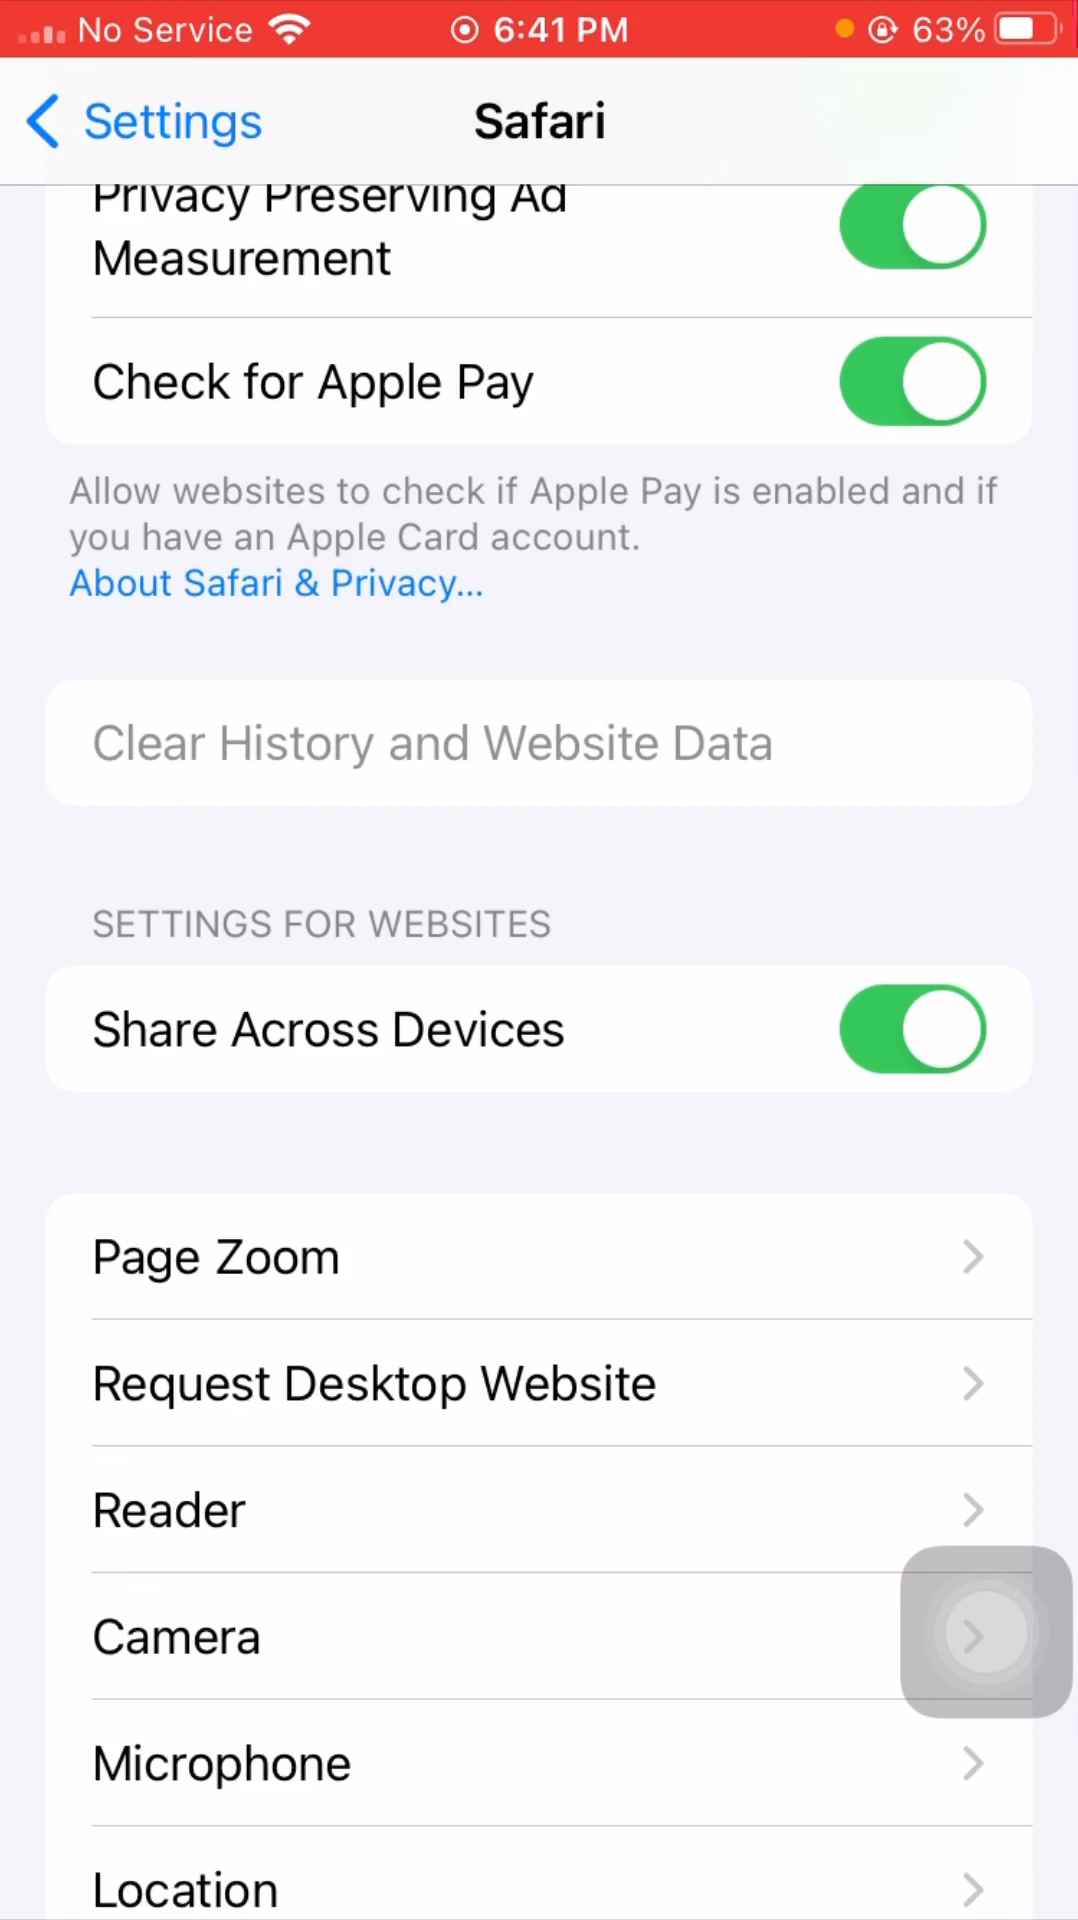 No Service 6:41 PM 63%
Settings Safari
Privacy Preserving Ad
Measurement
Check for Apple Pay
Allow websites to check if Apple Pay is enabled and if
you have an Apple Card account.
About Safari & Privacy...
Clear History and Website Data
SETTINGS FOR WEBSITES
Share Across Devices
Page Zoom
Request Desktop Website
Reader
Camera
Microphone
Location